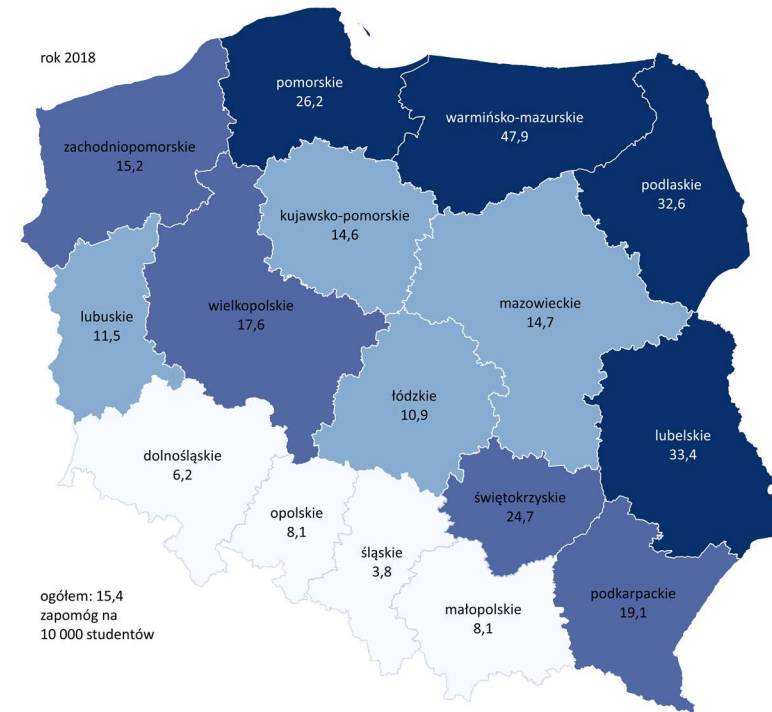 rok 2018
pomorskie
26,2
warmińsko-mazurskie
47,9
zachodniopomorskie
15,2
podlaskie
32,6
kujawsko-pomorskie
14,6
lubuskie
11,5
wielkopolskie
17,6
mazowieckie
14,7
łódzkie
10,9
lubelskie
33,4
dolnośląskie
6,2
świętokrzyskie
24,7
opolskie
8,1
śląskie
3,8
małopolskie
8,1
podkarpackie
19,1
ogółem: 15,4
zapomóg na
10 000 studentów